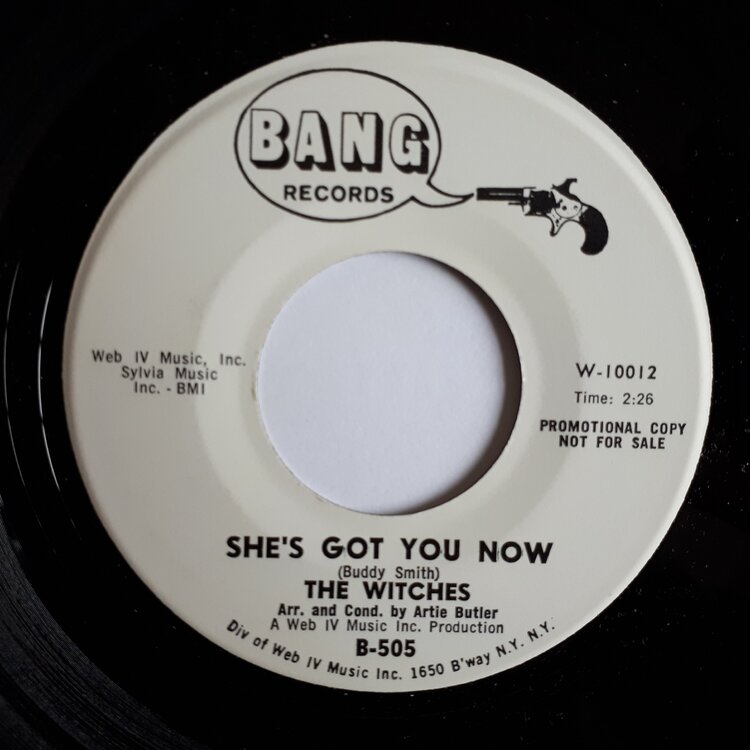 BANG
RECORDS
Web IV Music, Inc.
Sylvia Music
Inc. - BMI
W-10012
Time: 2:26
PROMOTIONAL COPY
NOT FOR SALE
SHE'S GOT YOU NOW
(Buddy Smith)
THE WITCHES
Arr. and Cond. by Artie Butler
A Web IV Music Inc. Production
B-505
Div of Web IV Music Inc. 1650 B'way N.Y. N.Y.